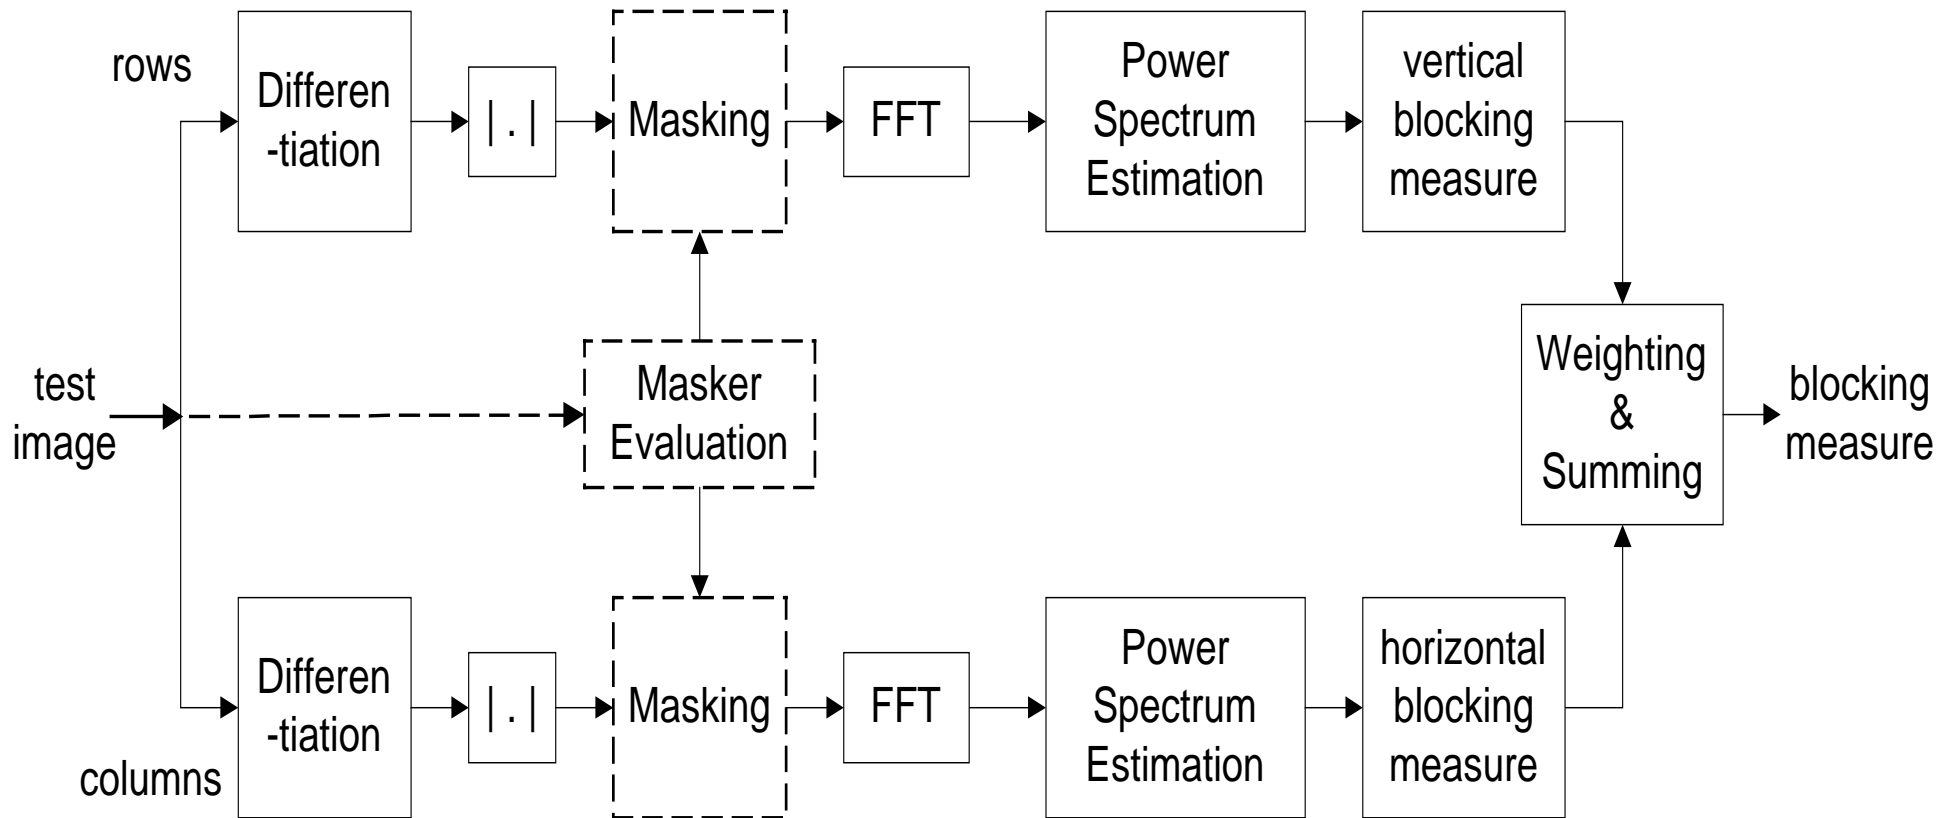 rows
Differen
-tiation
| . |
Masking
FFT
Power
Spectrum
Estimation
vertical
blocking
measure
test
image
Masker
Evaluation
Weighting
&
Summing
blocking
measure
columns
Differen
-tiation
| . |
Masking
FFT
Power
Spectrum
Estimation
horizontal
blocking
measure